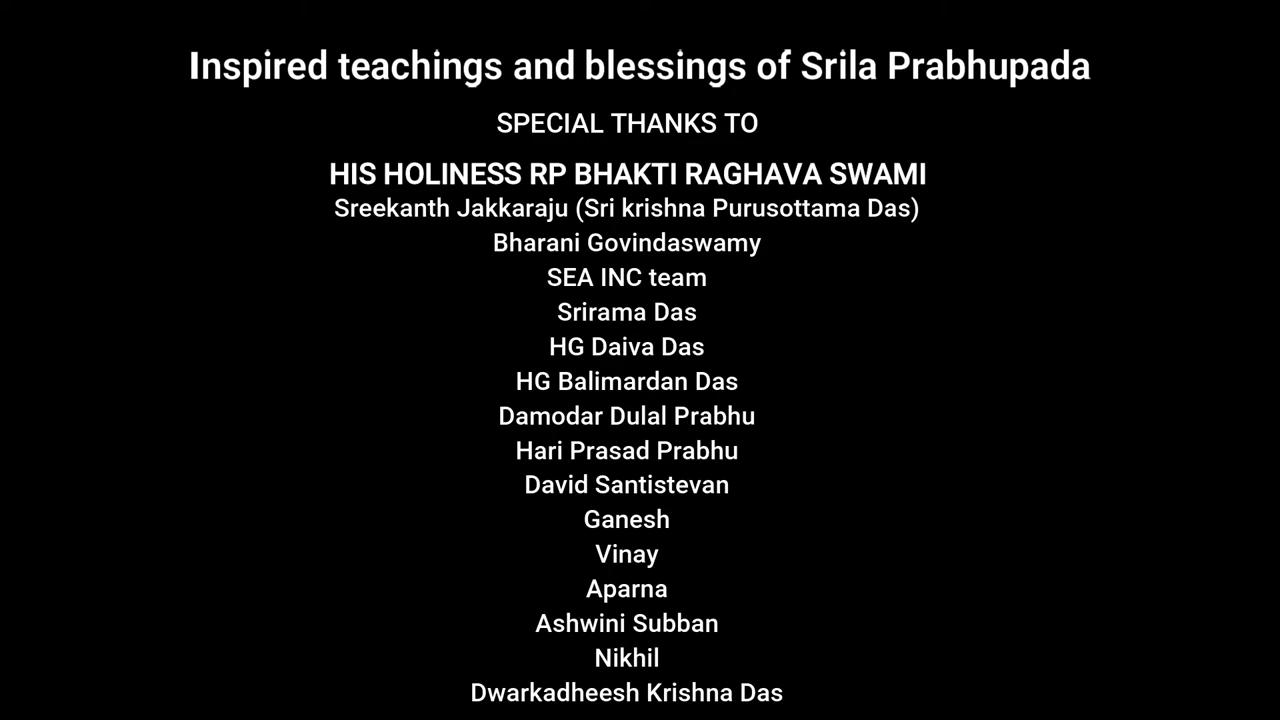 Inspired teachings and blessings of Srila Prabhupada
SPECIAL THANKS TO
HIS HOLINESS RP BHAKTI RAGHAVA SWAMI
Sreekanth Jakkaraju (Sri krishna Purusottama Das)
Bharani Govindaswamy
SEA INC team
Srirama Das
HG Daiva Das
HG Balimardan Das
Damodar Dulal Prabhu
Hari Prasad Prabhu
David Santistevan
Ganesh
Vinay
Aparna
Ashwini Subban
Nikhil
Dwarkadheesh Krishna Das